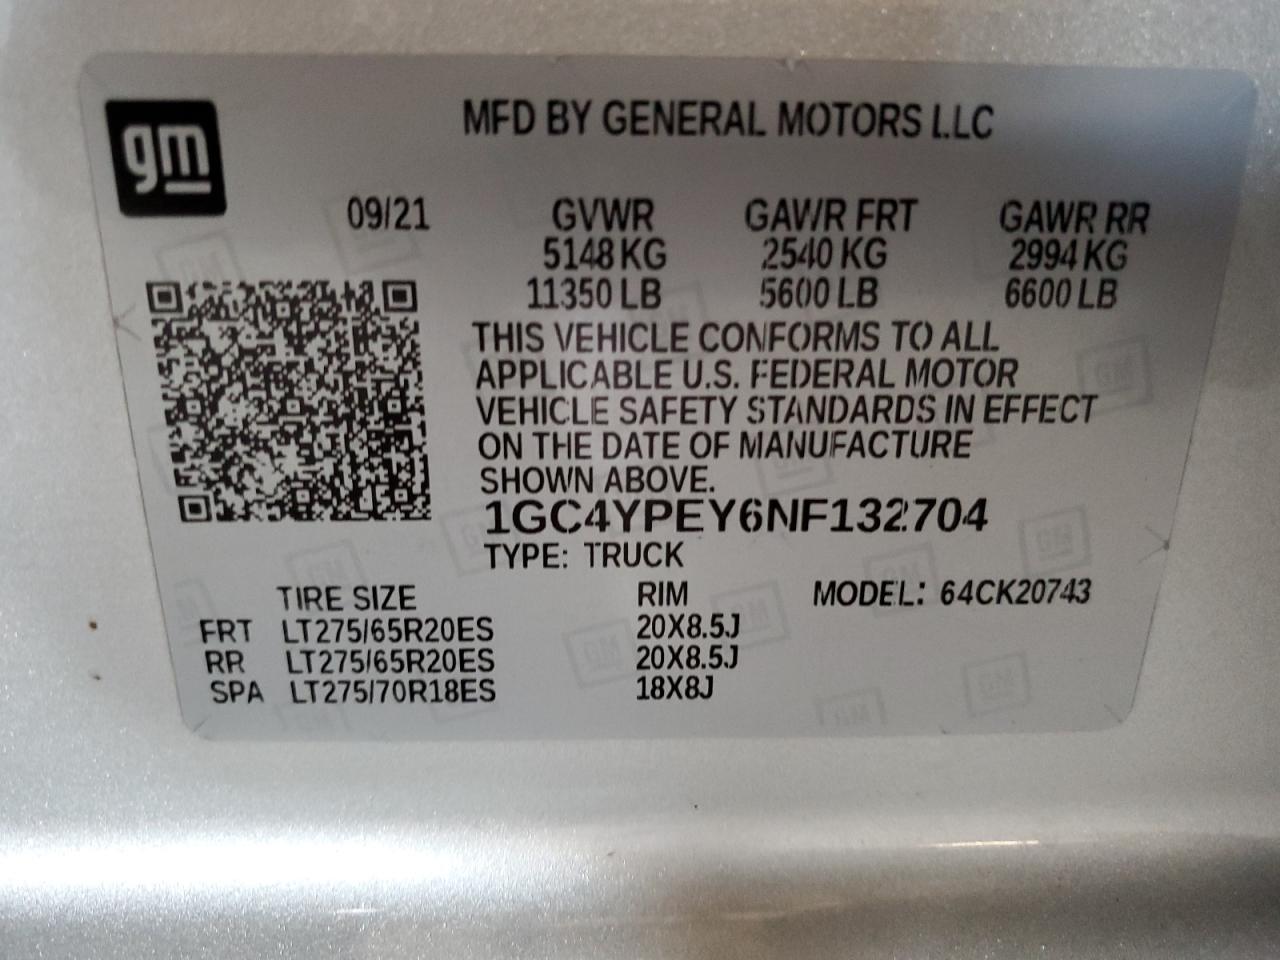 gm
MFD BY GENERAL MOTORS LLC
09/21 GVWR GAWR FRT GAWR RR
5148 KG 2540 KG 2994 KG
11350 LB 5600 LB 6600 LB
THIS VEHICLE CONFORMS TO ALL
APPLICABLE U.S. FEDERAL MOTOR
VEHICLE SAFETY STANDARDS IN EFFECT
ON THE DATE OF MANUFACTURE
SHOWN ABOVE.
1GC4YPEY6NF132704
TYPE: TRUCK
TIRE SIZE RIM MODEL: 64CK20743
FRT LT275/65R20ES 20X8.5J
RR LT275/65R20ES 20X8.5J
SPA LT275/70R18ES 18X8J